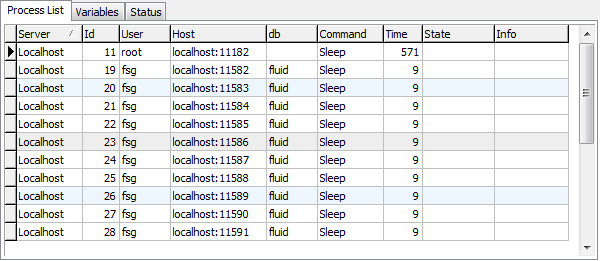 Process List Variables Status
Server Id User Host db Command Time State Info
Localhost 11 root localhost:11182 Sleep 571
Localhost 19 fsg localhost:11582 fluid Sleep 9
Localhost 20 fsg localhost:11583 fluid Sleep 9
Localhost 21 fsg localhost:11584 fluid Sleep 9
Localhost 22 fsg localhost:11585 fluid Sleep 9
Localhost 23 fsg localhost:11586 fluid Sleep 9
Localhost 24 fsg localhost:11587 fluid Sleep 9
Localhost 25 fsg localhost:11588 fluid Sleep 9
Localhost 26 fsg localhost:11589 fluid Sleep 9
Localhost 27 fsg localhost:11590 fluid Sleep 9
Localhost 28 fsg localhost:11591 fluid Sleep 9